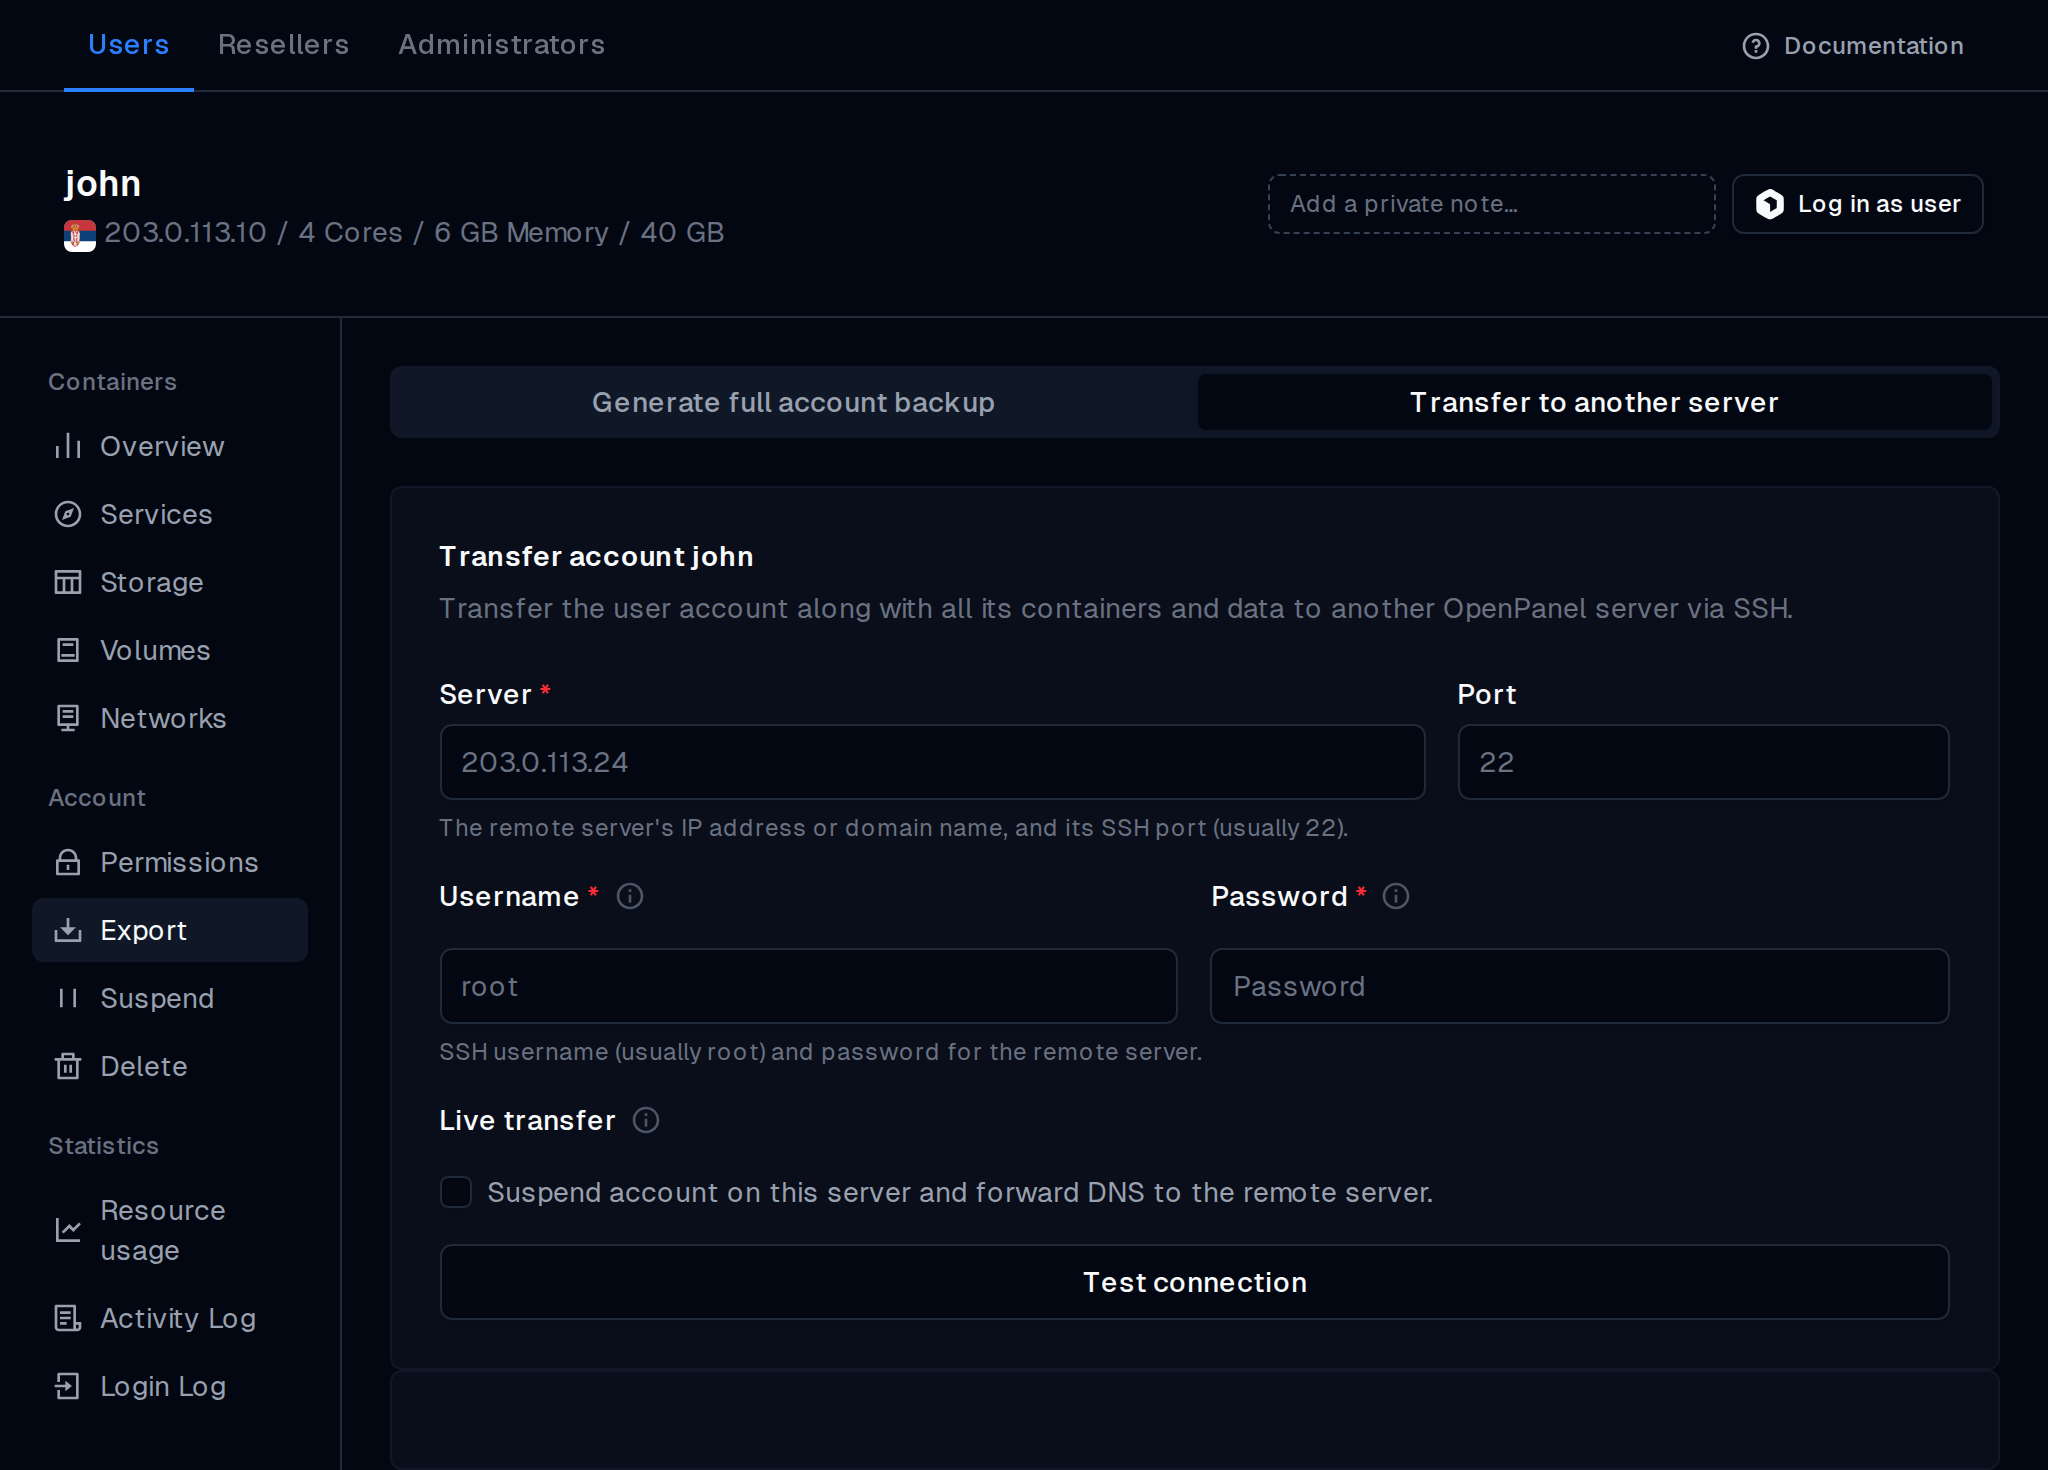 Users
Resellers
Administrators
Documentation
john
203.0.113.10 / 4 Cores / 6 GB Memory / 40 GB
Add a private note...
Log in as user
Containers
Overview
Services
Storage
Volumes
Networks
Account
Permissions
Export
Suspend
Delete
Statistics
Resource
usage
Activity Log
Login Log
Generate full account backup
Transfer to another server
Transfer account john
Transfer the user account along with all its containers and data to another OpenPanel server via SSH.
Server *
Port
203.0.113.24
22
The remote server's IP address or domain name, and its SSH port (usually 22).
Username *
Password *
root
Password
SSH username (usually root) and password for the remote server.
Live transfer
Suspend account on this server and forward DNS to the remote server.
Test connection